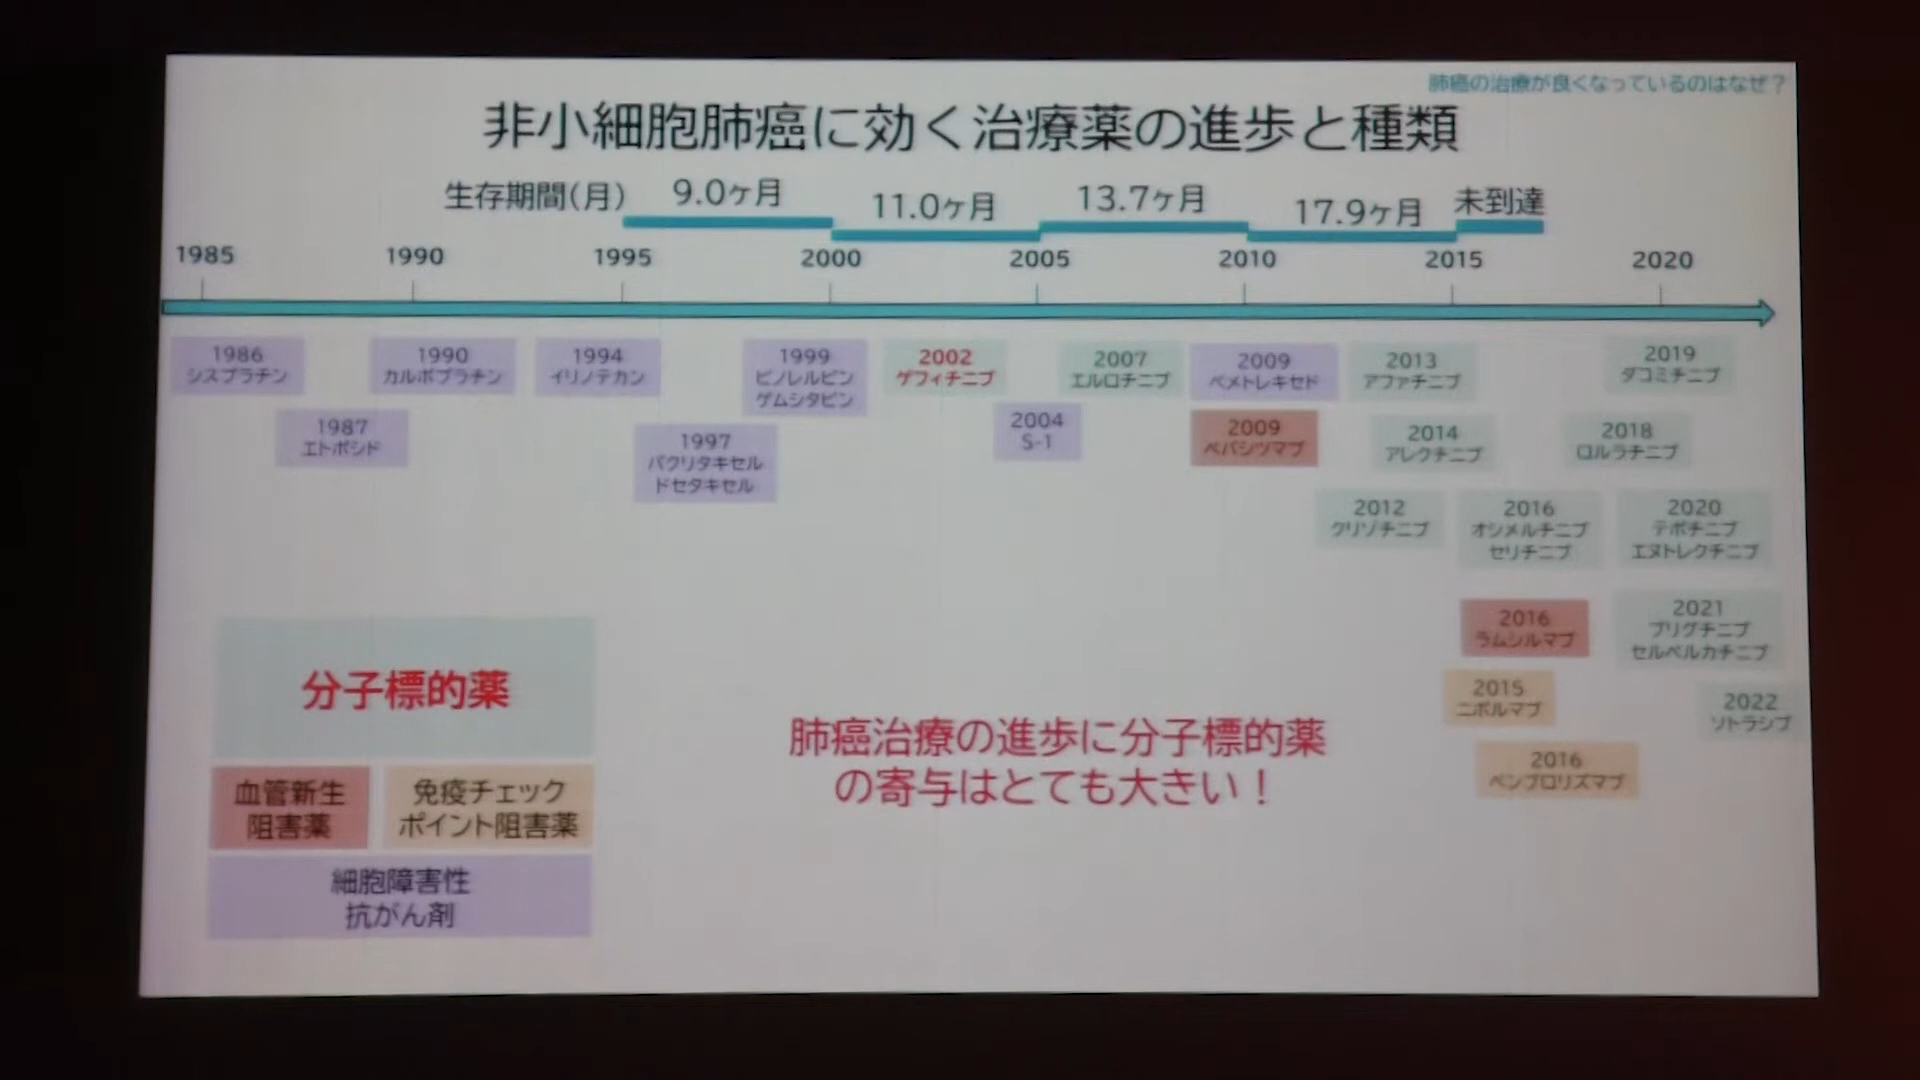 肺癌の治療が良くなっているのはなぜ？
非小細胞肺癌に効く治療薬の進歩と種類
生存期間(月)
9.0ヶ月
11.0ヶ月
13.7ヶ月
17.9ヶ月
未到達
1985
1990
1995
2000
2005
2010
2015
2020
1986
シスプラチン
1990
カルボプラチン
1994
イリノテカン
1999
ビノレルビン
ゲムシタビン
2002
ゲフィチニブ
2007
エルロチニブ
2009
ペメトレキセド
2013
アファチニブ
2019
ダコミチニブ
1987
エトポシド
1997
パクリタキセル
ドセタキセル
2004
S-1
2009
ベバシツマブ
2014
アレクチニブ
2018
ロルラチニブ
2012
クリゾチニブ
2016
オシメルチニブ
セリチニブ
2020
テポチニブ
エヌトレクチニブ
2016
ラムシルマブ
2021
ブリグチニブ
セルペルカチニブ
2015
ニボルマブ
2022
ソトラシブ
2016
ペンブロリズマブ
分子標的薬
血管新生
阻害薬
免疫チェック
ポイント阻害薬
細胞障害性
抗がん剤
肺癌治療の進歩に分子標的薬
の寄与はとても大きい！